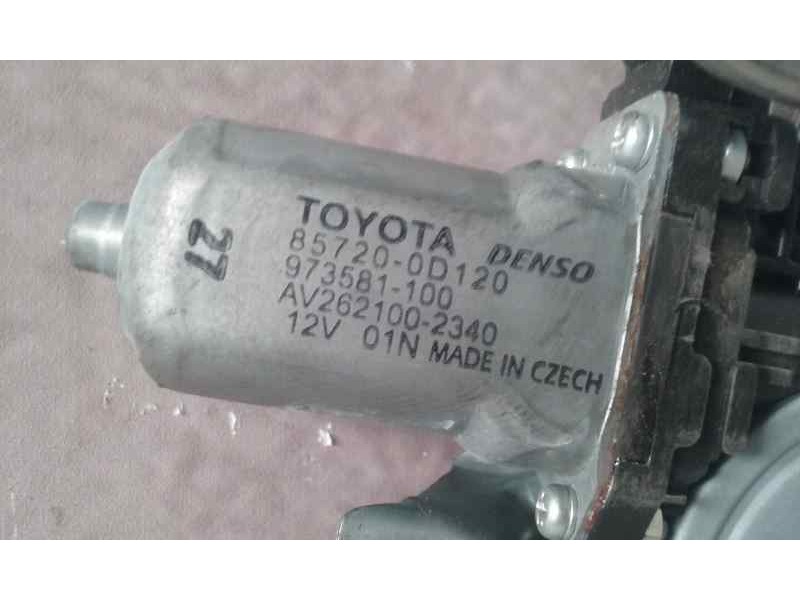 27
TOYOTA DENSO
85720-0D120
973581-100
AV262100-2340
12V 01N MADE IN CZECH